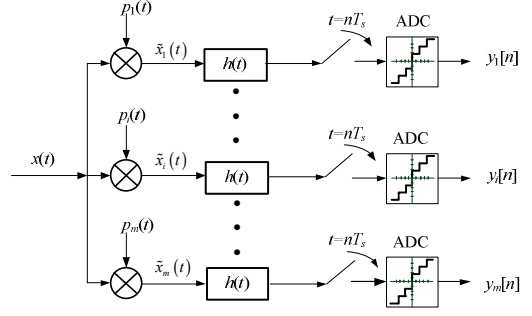 p₁(t)
t=nTₛ
ADC
x̃₁(t)
h(t)
y₁[n]
pᵢ(t)
t=nTₛ
ADC
x(t)
x̃ᵢ(t)
h(t)
yᵢ[n]
pₘ(t)
t=nTₛ
ADC
x̃ₘ(t)
h(t)
yₘ[n]